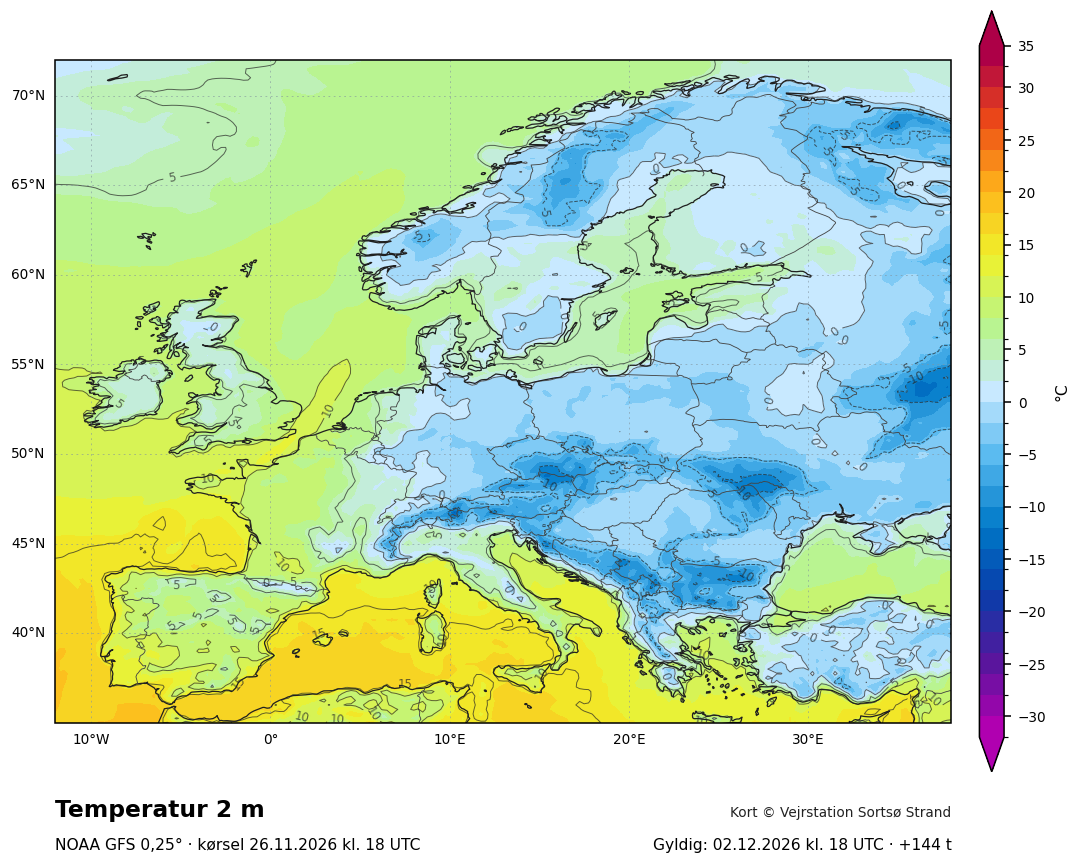 35
30
25
20
15
10
5
0
−5
−10
−15
−20
−25
−30
°C
70°N
65°N
60°N
55°N
50°N
45°N
40°N
10°W
0°
10°E
20°E
30°E
Temperatur 2 m
Kort © Vejrstation Sortsø Strand
NOAA GFS 0,25° · kørsel 26.11.2026 kl. 18 UTC
Gyldig: 02.12.2026 kl. 18 UTC · +144 t